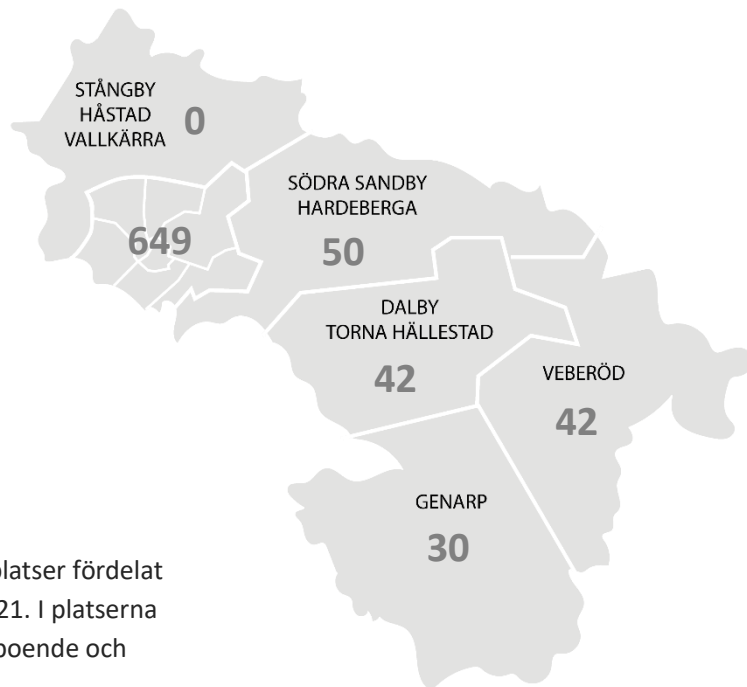 STÅNGBY
HÅSTAD
VALLKÄRRA
0
649
SÖDRA SANDBY
HARDEBERGA
50
DALBY
TORNA HÄLLESTAD
42
VEBERÖD
42
GENARP
30
latser fördelat
21. I platserna
boende och